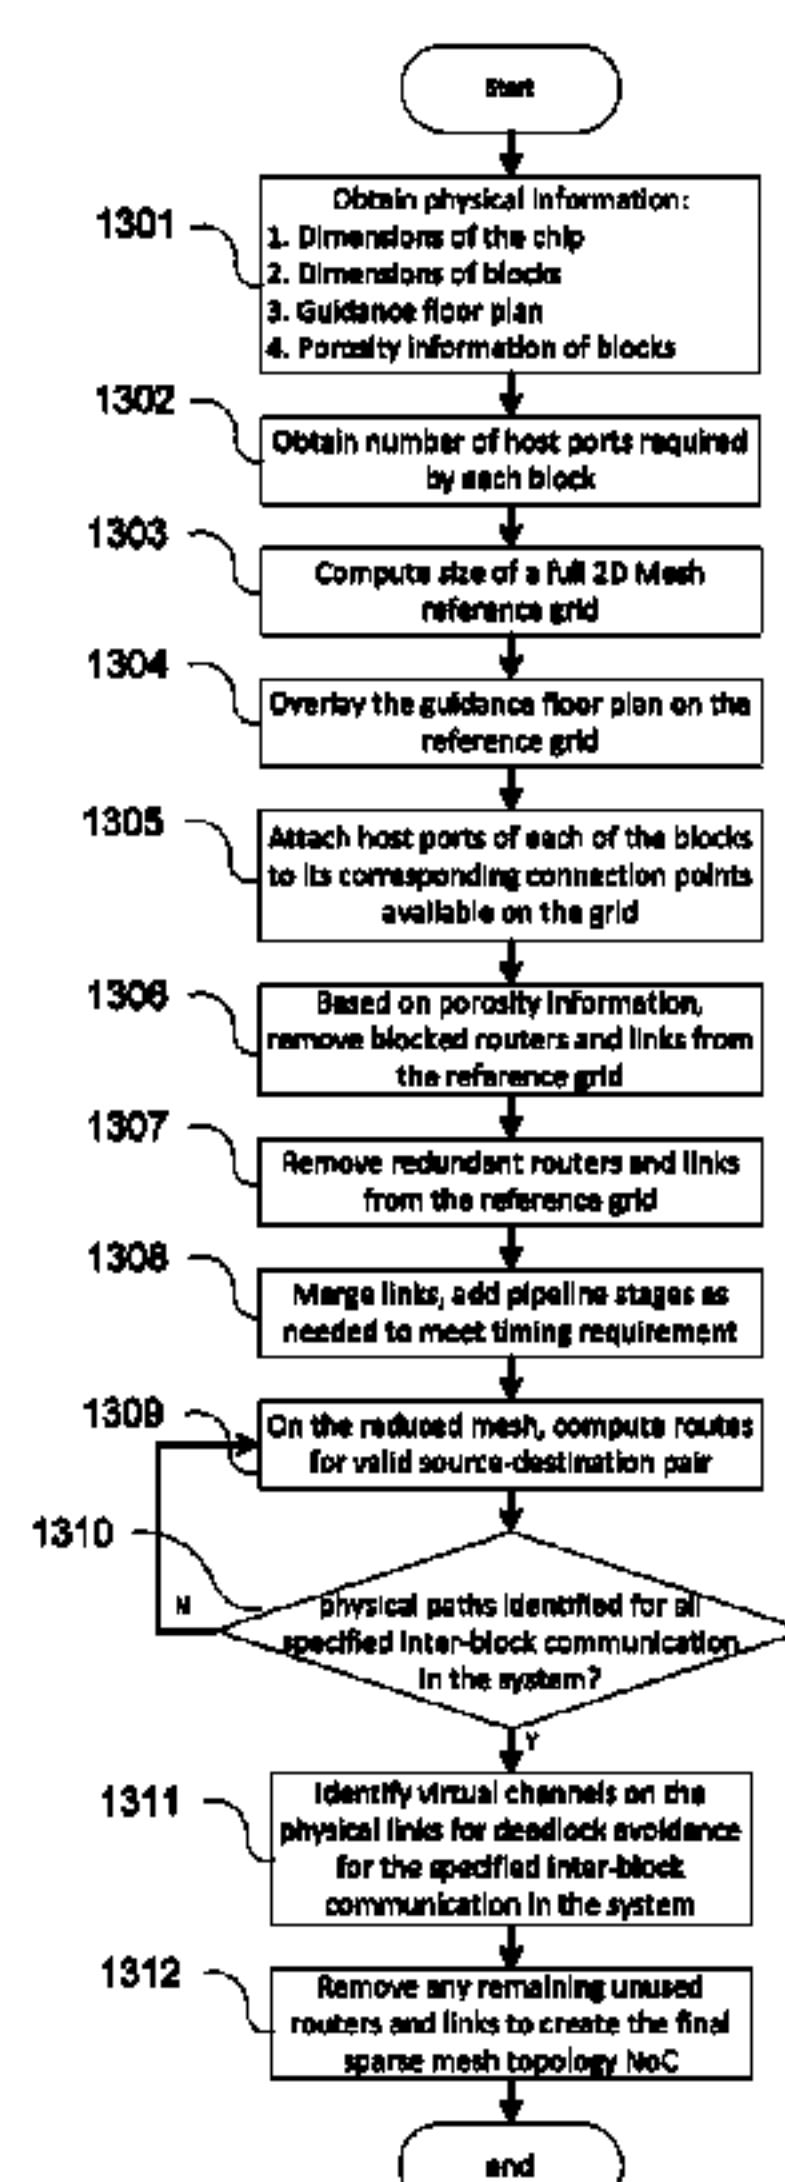 Start
1301
Obtain physical information:
1. Dimensions of the chip
2. Dimensions of blocks
3. Guidance floor plan
4. Porosity information of blocks
1302
Obtain number of host ports required
by each block
1303
Compute size of a full 2D Mesh
reference grid
1304
Overlay the guidance floor plan on the
reference grid
1305
Attach host ports of each of the blocks
to its corresponding connection points
available on the grid
1306
Based on porosity information,
remove blocked routers and links from
the reference grid
1307
Remove redundant routers and links
from the reference grid
1308
Merge links, add pipeline stages as
needed to meet timing requirement
1309
On the reduced mesh, compute routes
for valid source-destination pair
1310
N
physical paths identified for all
specified inter-block communication
in the system?
Y
1311
Identify virtual channels on the
physical links for deadlock avoidance
for the specified inter-block
communication in the system
1312
Remove any remaining unused
routers and links to create the final
sparse mesh topology NoC
end